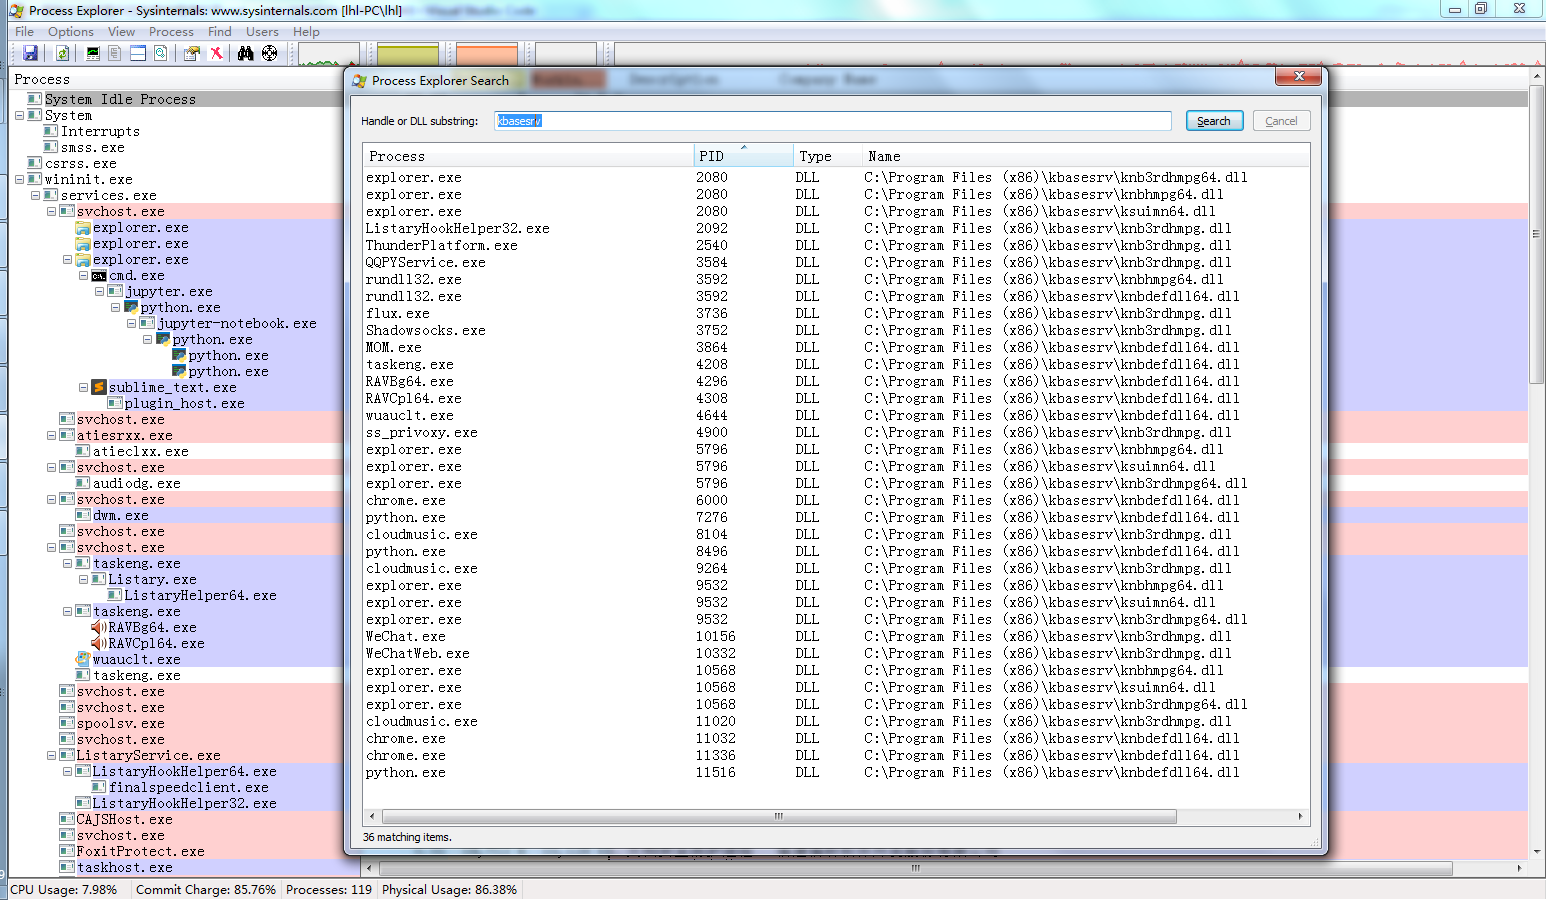 Process Explorer - Sysinternals: www.sysinternals.com [lhl-PC\lhl]
File Options View Process Find Users Help
Process
System Idle Process
System
Interrupts
smss.exe
csrss.exe
wininit.exe
services.exe
svchost.exe
explorer.exe
explorer.exe
explorer.exe
cmd.exe
jupyter.exe
python.exe
jupyter-notebook.exe
python.exe
python.exe
python.exe
sublime_text.exe
plugin_host.exe
svchost.exe
atiesrxx.exe
atieclxx.exe
svchost.exe
audiodg.exe
svchost.exe
dwm.exe
svchost.exe
svchost.exe
taskeng.exe
Listary.exe
ListaryHelper64.exe
taskeng.exe
RAVBg64.exe
RAVCpl64.exe
wuauclt.exe
taskeng.exe
svchost.exe
svchost.exe
spoolsv.exe
svchost.exe
ListaryService.exe
ListaryHookHelper64.exe
finalspeedclient.exe
ListaryHookHelper32.exe
CAJSHost.exe
svchost.exe
FoxitProtect.exe
taskhost.exe
Process Explorer Search
Handle or DLL substring: kbasesrv Search Cancel
Process PID Type Name
explorer.exe 2080 DLL C:\Program Files (x86)\kbasesrv\knb3rdhmpg64.dll
explorer.exe 2080 DLL C:\Program Files (x86)\kbasesrv\knbhmpg64.dll
explorer.exe 2080 DLL C:\Program Files (x86)\kbasesrv\ksuimn64.dll
ListaryHookHelper32.exe 2092 DLL C:\Program Files (x86)\kbasesrv\knb3rdhmpg.dll
ThunderPlatform.exe 2540 DLL C:\Program Files (x86)\kbasesrv\knb3rdhmpg.dll
QQPYService.exe 3584 DLL C:\Program Files (x86)\kbasesrv\knb3rdhmpg.dll
rundll32.exe 3592 DLL C:\Program Files (x86)\kbasesrv\knbhmpg64.dll
rundll32.exe 3592 DLL C:\Program Files (x86)\kbasesrv\knbdefdll64.dll
flux.exe 3736 DLL C:\Program Files (x86)\kbasesrv\knb3rdhmpg.dll
Shadowsocks.exe 3752 DLL C:\Program Files (x86)\kbasesrv\knb3rdhmpg.dll
MOM.exe 3864 DLL C:\Program Files (x86)\kbasesrv\knbdefdll64.dll
taskeng.exe 4208 DLL C:\Program Files (x86)\kbasesrv\knbdefdll64.dll
RAVBg64.exe 4296 DLL C:\Program Files (x86)\kbasesrv\knbdefdll64.dll
RAVCpl64.exe 4308 DLL C:\Program Files (x86)\kbasesrv\knbdefdll64.dll
wuauclt.exe 4644 DLL C:\Program Files (x86)\kbasesrv\knbdefdll64.dll
ss_privoxy.exe 4900 DLL C:\Program Files (x86)\kbasesrv\knb3rdhmpg.dll
explorer.exe 5796 DLL C:\Program Files (x86)\kbasesrv\knbhmpg64.dll
explorer.exe 5796 DLL C:\Program Files (x86)\kbasesrv\ksuimn64.dll
explorer.exe 5796 DLL C:\Program Files (x86)\kbasesrv\knb3rdhmpg64.dll
chrome.exe 6000 DLL C:\Program Files (x86)\kbasesrv\knbdefdll64.dll
python.exe 7276 DLL C:\Program Files (x86)\kbasesrv\knbdefdll64.dll
cloudmusic.exe 8104 DLL C:\Program Files (x86)\kbasesrv\knb3rdhmpg.dll
python.exe 8496 DLL C:\Program Files (x86)\kbasesrv\knbdefdll64.dll
cloudmusic.exe 9264 DLL C:\Program Files (x86)\kbasesrv\knb3rdhmpg.dll
explorer.exe 9532 DLL C:\Program Files (x86)\kbasesrv\knbhmpg64.dll
explorer.exe 9532 DLL C:\Program Files (x86)\kbasesrv\ksuimn64.dll
explorer.exe 9532 DLL C:\Program Files (x86)\kbasesrv\knb3rdhmpg64.dll
WeChat.exe 10156 DLL C:\Program Files (x86)\kbasesrv\knb3rdhmpg.dll
WeChatWeb.exe 10332 DLL C:\Program Files (x86)\kbasesrv\knb3rdhmpg.dll
explorer.exe 10568 DLL C:\Program Files (x86)\kbasesrv\knbhmpg64.dll
explorer.exe 10568 DLL C:\Program Files (x86)\kbasesrv\ksuimn64.dll
explorer.exe 10568 DLL C:\Program Files (x86)\kbasesrv\knb3rdhmpg64.dll
cloudmusic.exe 11020 DLL C:\Program Files (x86)\kbasesrv\knb3rdhmpg.dll
chrome.exe 11032 DLL C:\Program Files (x86)\kbasesrv\knbdefdll64.dll
chrome.exe 11336 DLL C:\Program Files (x86)\kbasesrv\knbdefdll64.dll
python.exe 11516 DLL C:\Program Files (x86)\kbasesrv\knbdefdll64.dll
36 matching items.
CPU Usage: 7.98% Commit Charge: 85.76% Processes: 119 Physical Usage: 86.38%